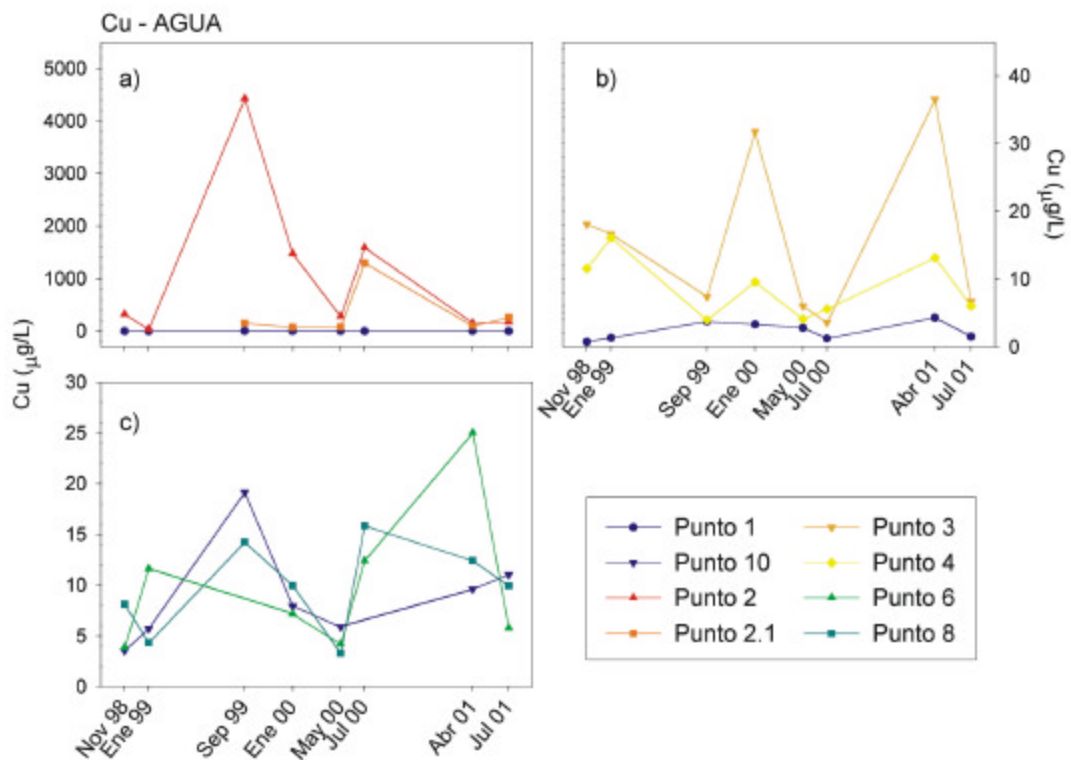 Cu - AGUA
a)
5000
4000
3000
2000
1000
0
Cu (µg/L)
b)
40
30
20
10
0
Cu (µg/L)
Nov 98
Ene 99
Sep 99
Ene 00
May 00
Jul 00
Abr 01
Jul 01
c)
30
25
20
15
10
5
0
Nov 98
Ene 99
Sep 99
Ene 00
May 00
Jul 00
Abr 01
Jul 01
Punto 1
Punto 10
Punto 2
Punto 2.1
Punto 3
Punto 4
Punto 6
Punto 8